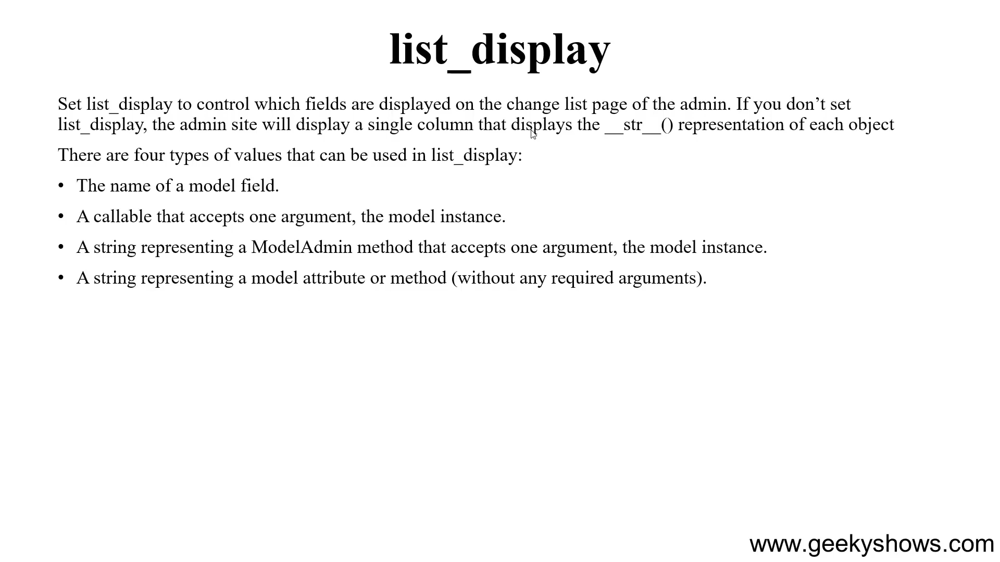 list_display
Set list_display to control which fields are displayed on the change list page of the admin. If you don’t set
list_display, the admin site will display a single column that displays the __str__() representation of each object
There are four types of values that can be used in list_display:
• The name of a model field.
• A callable that accepts one argument, the model instance.
• A string representing a ModelAdmin method that accepts one argument, the model instance.
• A string representing a model attribute or method (without any required arguments).
www.geekyshows.com